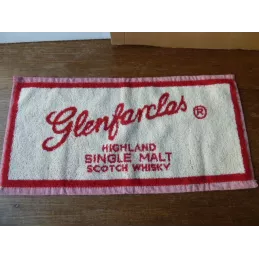 Glenfarclas ®
HIGHLAND
SINGLE MALT
SCOTCH WHISKY